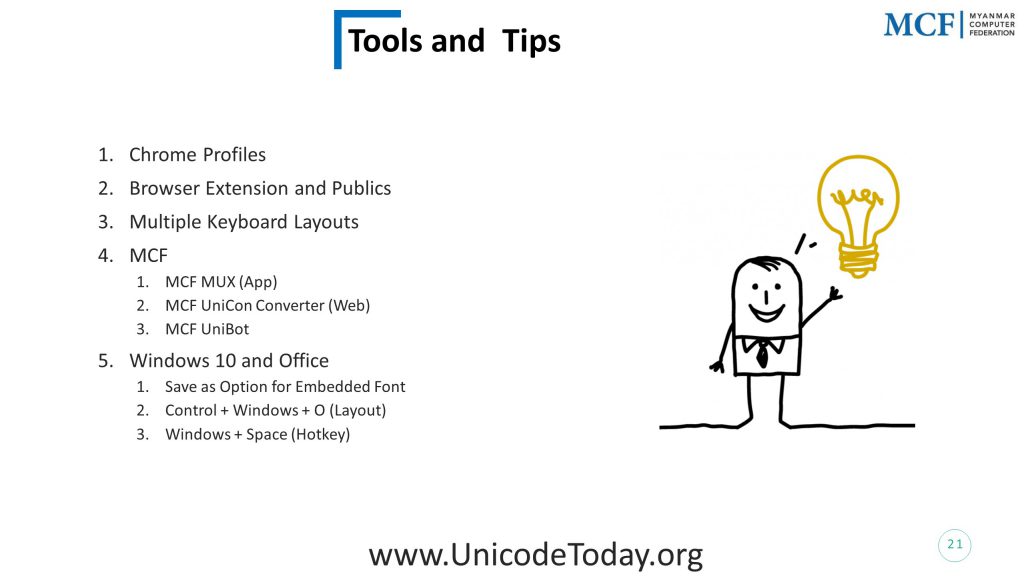 Tools and Tips
MCF
MYANMAR
COMPUTER
FEDERATION
1. Chrome Profiles
2. Browser Extension and Publics
3. Multiple Keyboard Layouts
4. MCF
1. MCF MUX (App)
2. MCF UniCon Converter (Web)
3. MCF UniBot
5. Windows 10 and Office
1. Save as Option for Embedded Font
2. Control + Windows + O (Layout)
3. Windows + Space (Hotkey)
www.UnicodeToday.org
21